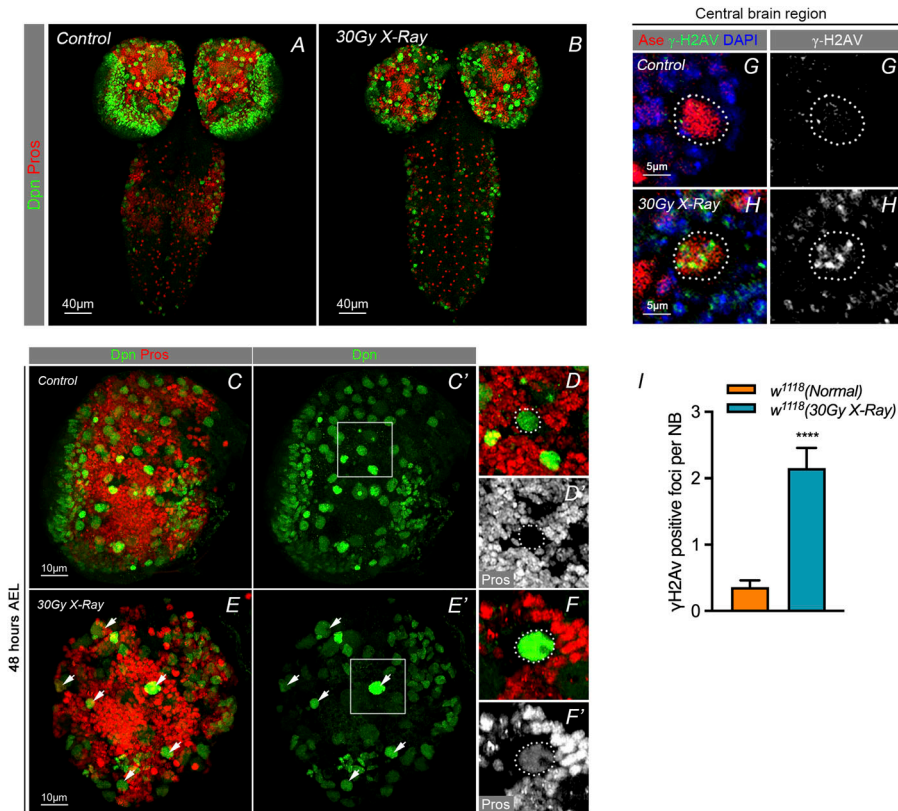 Control
A
30Gy X-Ray
B
Dpn Pros
40µm
40µm
Central brain region
Ase γ-H2AV DAPI
γ-H2AV
Control
G
G
5µm
30Gy X-Ray
H
H
5µm
Dpn Pros
Dpn
48 hours AEL
Control
C
C'
D
10µm
D'
Pros
30Gy X-Ray
E
E'
F
10µm
F'
Pros
I
w1118(Normal)
w1118(30Gy X-Ray)
γH2Av positive foci per NB
3
2
1
0
****